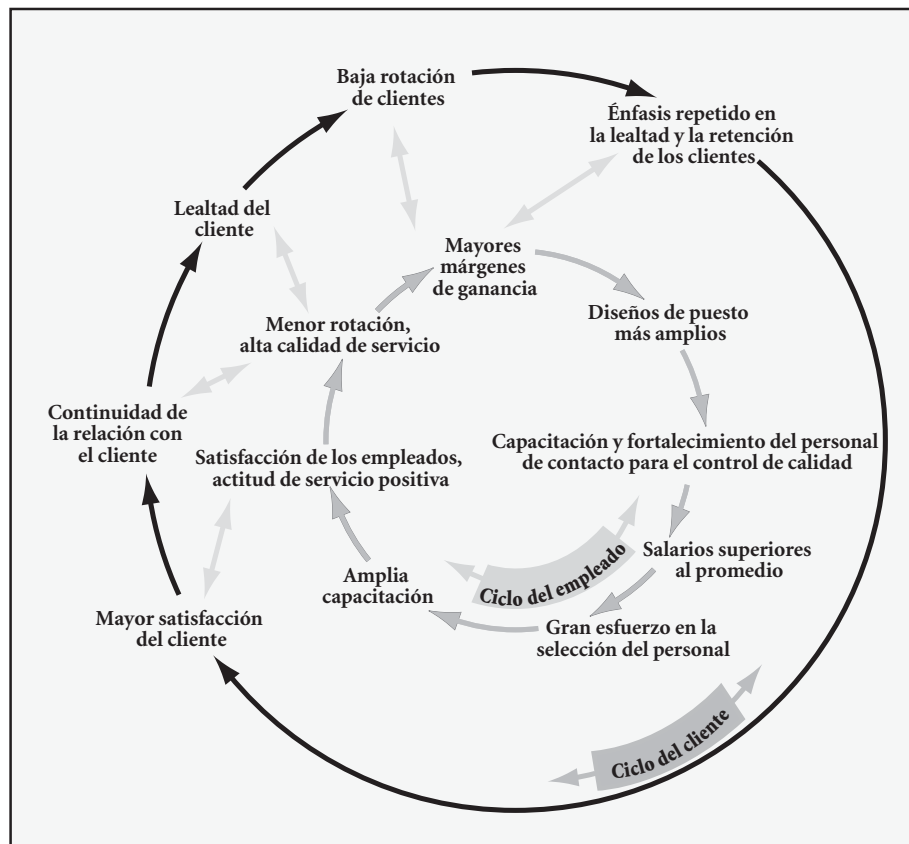 Baja rotación
de clientes
Énfasis repetido en
la lealtad y la retención
de los clientes
Lealtad del
cliente
Mayores
márgenes
de ganancia
Diseños de puesto
más amplios
Menor rotación,
alta calidad de servicio
Continuidad de
la relación con
el cliente
Satisfacción de los empleados,
actitud de servicio positiva
Capacitación y fortalecimiento del personal
de contacto para el control de calidad
Salarios superiores
al promedio
Ciclo del empleado
Amplia
capacitación
Gran esfuerzo en la
selección del personal
Mayor satisfacción
del cliente
Ciclo del cliente